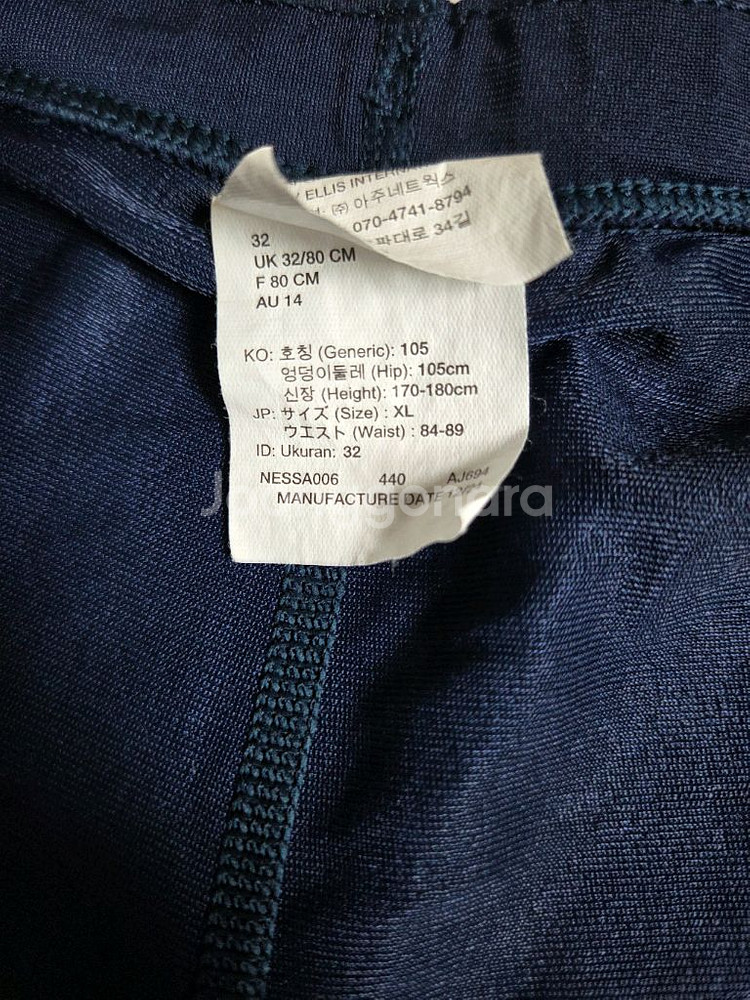 ELLIS INTERN
㈜ 아주네트웍스
070-4741-8794
파대로 34길
32
UK 32/80 CM
F 80 CM
AU 14
KO: 호칭 (Generic): 105
엉덩이둘레 (Hip): 105cm
신장 (Height): 170-180cm
JP: サイズ (Size) : XL
ウエスト (Waist) : 84-89
ID: Ukuran: 32
NESSA006 440 AJ694
MANUFACTURE DATE